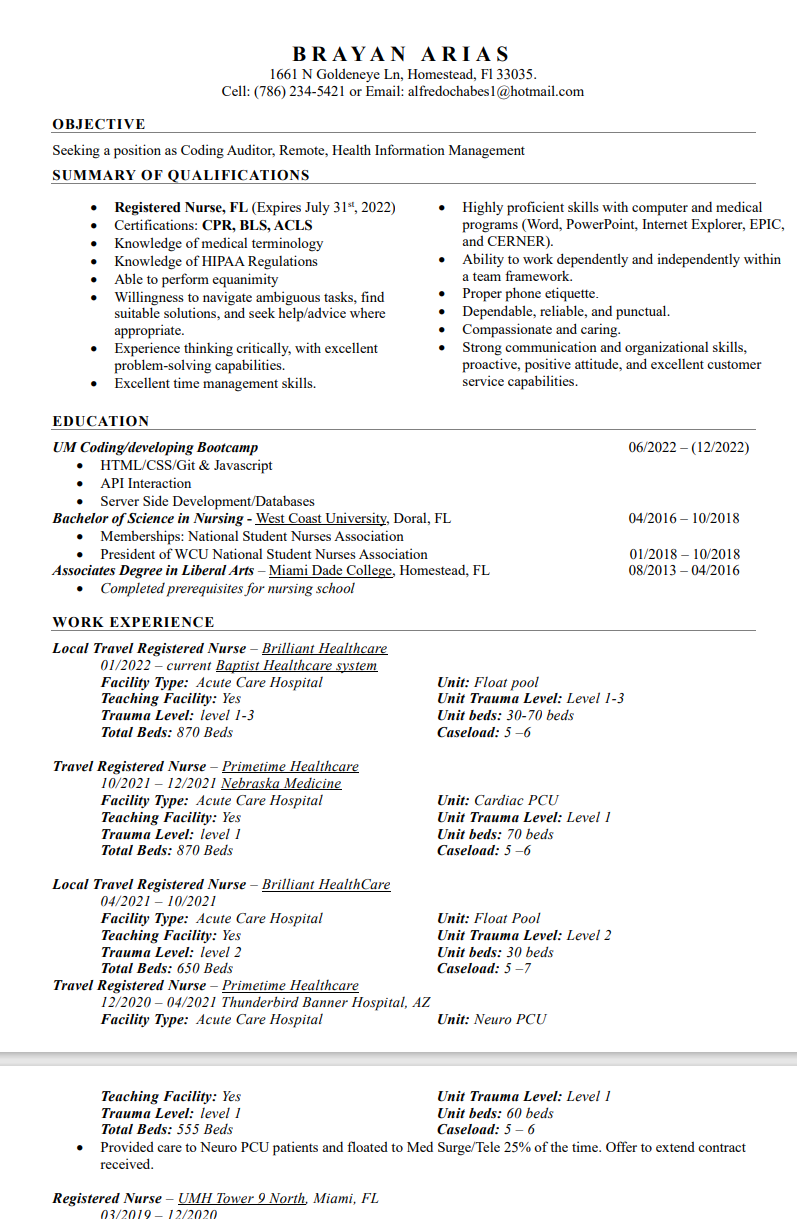 BRAYAN ARIAS
1661 N Goldeneye Ln, Homestead, Fl 33035.
Cell: (786) 234-5421 or Email: alfredochabes1@hotmail.com
OBJECTIVE
Seeking a position as Coding Auditor, Remote, Health Information Management
SUMMARY OF QUALIFICATIONS
• Registered Nurse, FL (Expires July 31st, 2022)
• Certifications: CPR, BLS, ACLS
• Knowledge of medical terminology
• Knowledge of HIPAA Regulations
• Able to perform equanimity
• Willingness to navigate ambiguous tasks, find
suitable solutions, and seek help/advice where
appropriate.
• Experience thinking critically, with excellent
problem-solving capabilities.
• Excellent time management skills.
• Highly proficient skills with computer and medical
programs (Word, PowerPoint, Internet Explorer, EPIC,
and CERNER).
• Ability to work dependently and independently within
a team framework.
• Proper phone etiquette.
• Dependable, reliable, and punctual.
• Compassionate and caring.
• Strong communication and organizational skills,
proactive, positive attitude, and excellent customer
service capabilities.
EDUCATION
UM Coding/developing Bootcamp 06/2022 – (12/2022)
• HTML/CSS/Git & Javascript
• API Interaction
• Server Side Development/Databases
Bachelor of Science in Nursing - West Coast University, Doral, FL 04/2016 – 10/2018
• Memberships: National Student Nurses Association
• President of WCU National Student Nurses Association 01/2018 – 10/2018
Associates Degree in Liberal Arts – Miami Dade College, Homestead, FL 08/2013 – 04/2016
• Completed prerequisites for nursing school
WORK EXPERIENCE
Local Travel Registered Nurse – Brilliant Healthcare
01/2022 – current Baptist Healthcare system
Facility Type: Acute Care Hospital Unit: Float pool
Teaching Facility: Yes Unit Trauma Level: Level 1-3
Trauma Level: level 1-3 Unit beds: 30-70 beds
Total Beds: 870 Beds Caseload: 5 –6
Travel Registered Nurse – Primetime Healthcare
10/2021 – 12/2021 Nebraska Medicine
Facility Type: Acute Care Hospital Unit: Cardiac PCU
Teaching Facility: Yes Unit Trauma Level: Level 1
Trauma Level: level 1 Unit beds: 70 beds
Total Beds: 870 Beds Caseload: 5 –6
Local Travel Registered Nurse – Brilliant HealthCare
04/2021 – 10/2021
Facility Type: Acute Care Hospital Unit: Float Pool
Teaching Facility: Yes Unit Trauma Level: Level 2
Trauma Level: level 2 Unit beds: 30 beds
Total Beds: 650 Beds Caseload: 5 –7
Travel Registered Nurse – Primetime Healthcare
12/2020 – 04/2021 Thunderbird Banner Hospital, AZ
Facility Type: Acute Care Hospital Unit: Neuro PCU
Teaching Facility: Yes Unit Trauma Level: Level 1
Trauma Level: level 1 Unit beds: 60 beds
Total Beds: 555 Beds Caseload: 5 – 6
• Provided care to Neuro PCU patients and floated to Med Surge/Tele 25% of the time. Offer to extend contract
received.
Registered Nurse – UMH Tower 9 North, Miami, FL
03/2019 – 12/2020